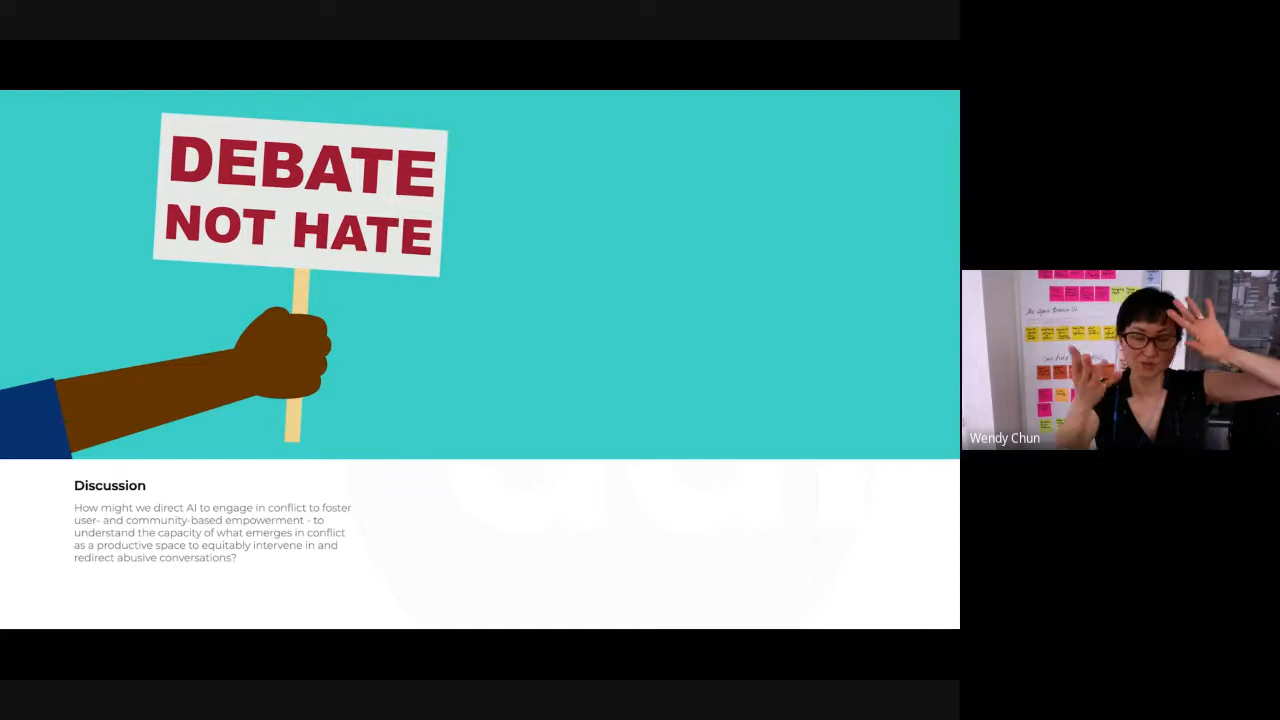 DEBATE
NOT HATE
Discussion
How might we direct AI to engage in conflict to foster
user- and community-based empowerment - to
understand the capacity of what emerges in conflict
as a productive space to equitably intervene in and
redirect abusive conversations?
Wendy Chun